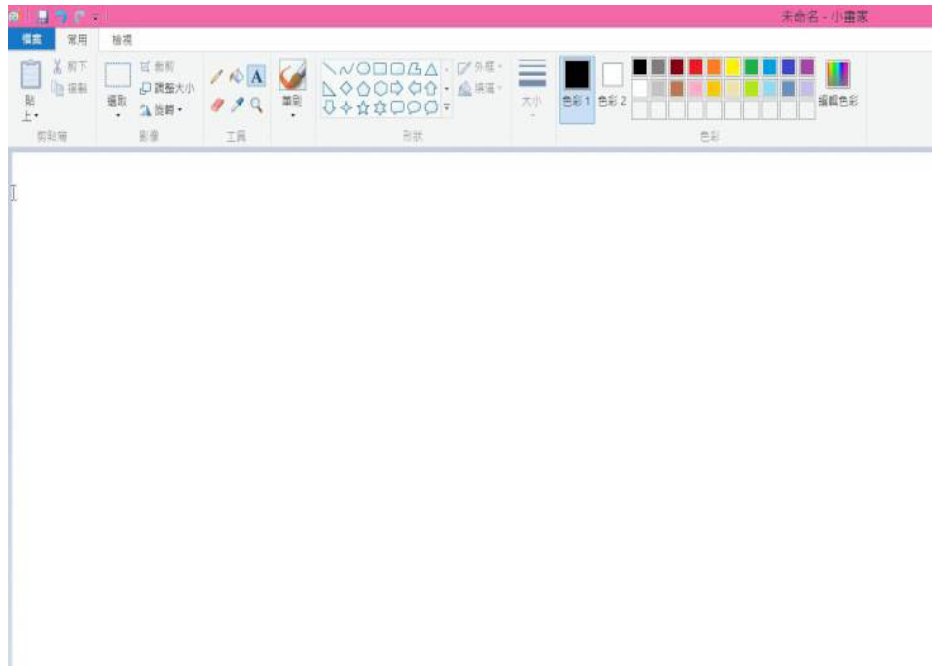 未命名 - 小畫家
檔案 常用 檢視
貼上
剪下
複製
選取
裁剪
調整大小
旋轉
A
筆刷
外框
填滿
大小
色彩 1
色彩 2
編輯色彩
剪貼簿 影像 工具 形狀 色彩